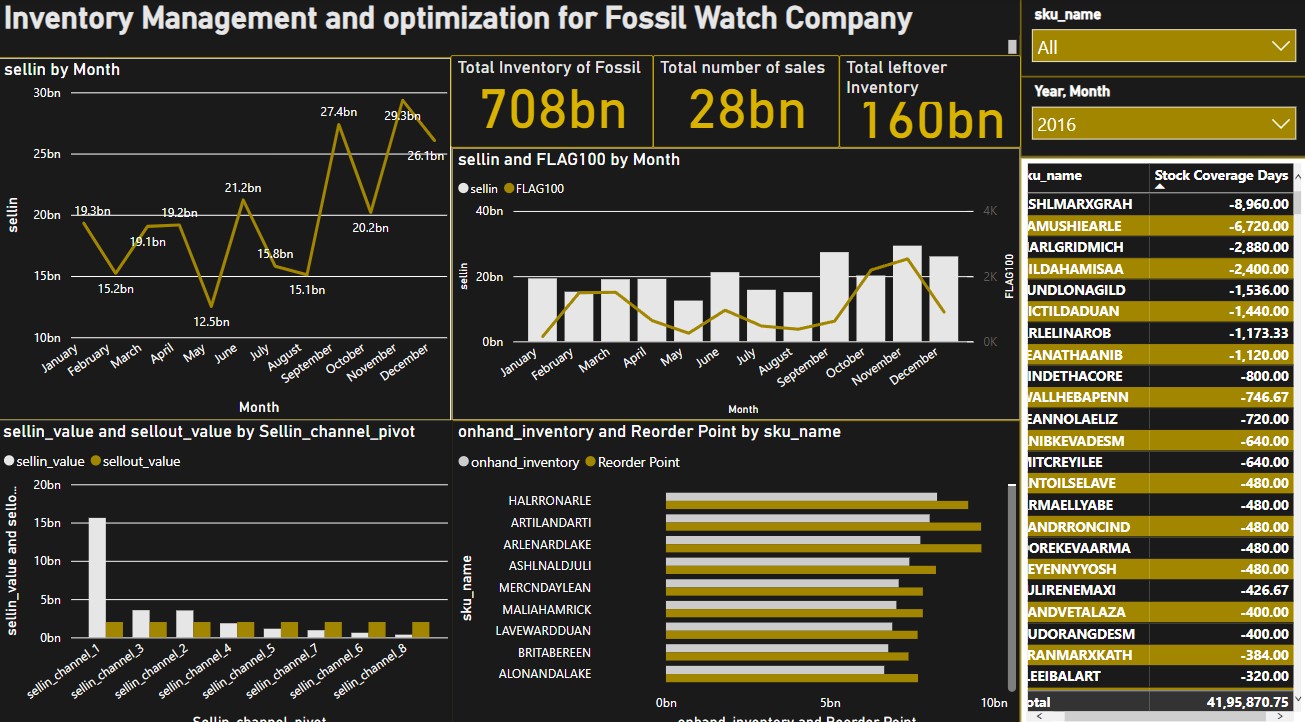 Inventory Management and optimization for Fossil Watch Company
sku_name
All
Year, Month
2016
sellin by Month
30bn
25bn
20bn
15bn
10bn
sellin
19.3bn
15.2bn
19.1bn
19.2bn
12.5bn
21.2bn
15.8bn
15.1bn
27.4bn
20.2bn
29.3bn
26.1bn
January
February
March
April
May
June
July
August
September
October
November
December
Month
Total Inventory of Fossil
708bn
Total number of sales
28bn
Total leftover
Inventory
160bn
sellin and FLAG100 by Month
sellin FLAG100
40bn
20bn
0bn
sellin
4K
2K
0K
FLAG100
January
February
March
April
May
June
July
August
September
October
November
December
Month
sellin_value and sellout_value by Sellin_channel_pivot
sellin_value sellout_value
20bn
15bn
10bn
5bn
0bn
sellin_value and sello...
sellin_channel_1
sellin_channel_3
sellin_channel_2
sellin_channel_4
sellin_channel_5
sellin_channel_7
sellin_channel_6
sellin_channel_8
Sellin_channel_pivot
onhand_inventory and Reorder Point by sku_name
onhand_inventory Reorder Point
sku_name
HALRRONARLE
ARTILANDARTI
ARLENARDLAKE
ASHLNALDJULI
MERCNDAYLEAN
MALIAHAMRICK
LAVEWARDDUAN
BRITABEREEN
ALONANDALAKE
0bn
5bn
10bn
onhand_inventory and Reorder Point
ku_name Stock Coverage Days
SHLMARXGRAH -8,960.00
AMUSHIEARLE -6,720.00
ARLGRIDMICH -2,880.00
ILDAHAMISAA -2,400.00
UNDLONAGILD -1,536.00
ICTILDADUAN -1,440.00
RLELINAROB -1,173.33
EANATHAANIB -1,120.00
INDETHACORE -800.00
VALLHEBAPENN -746.67
EANNOLAELIZ -720.00
NIBKEVADESM -640.00
MITCREYILEE -640.00
NTOILSELAVE -480.00
RMAELLYABE -480.00
ANDRRONCIND -480.00
OOREKEVAARMA -480.00
EYENNYYOSH -480.00
ULIRENEMAXI -426.67
ANDVETALAZA -400.00
UDORANGDESM -400.00
RANMARXKATH -384.00
LEEIBALART -320.00
otal 41,95,870.75